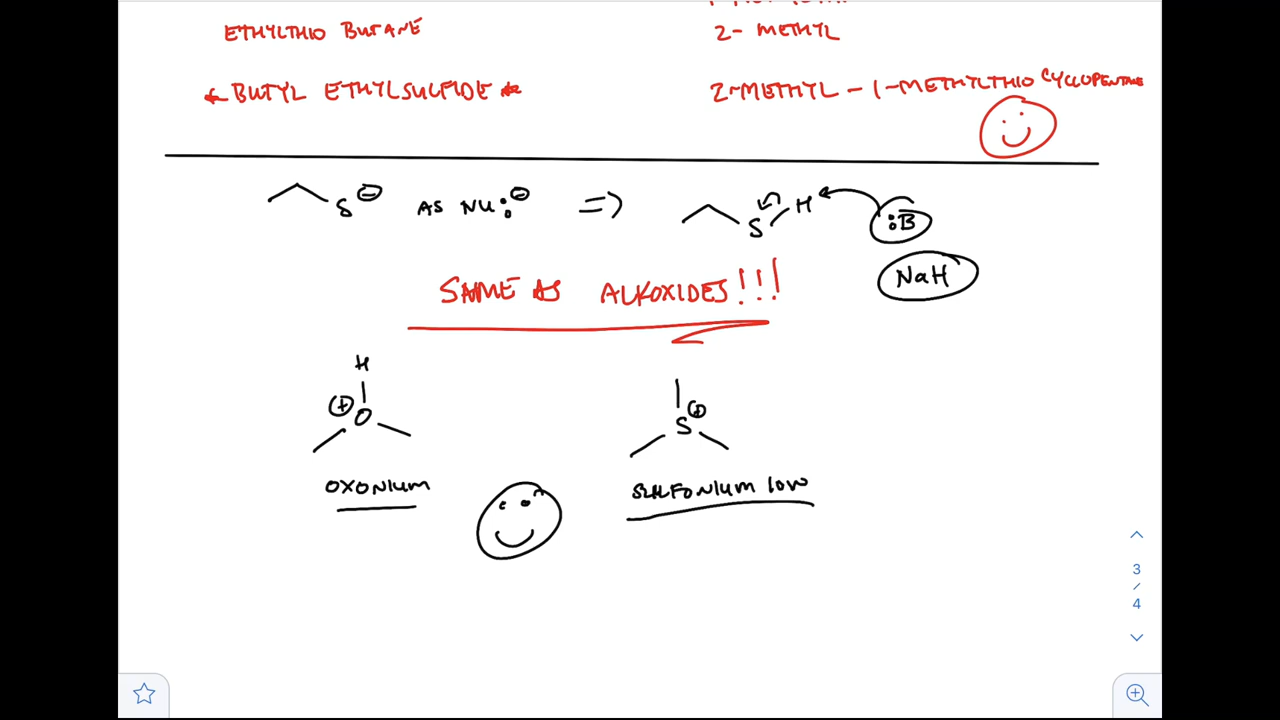 ETHYLTHIO BUTANE
2- METHYL
BUTYL ETHYLSULFIDE
2-METHYL - 1-METHYLTHIO CYCLOPENTANE
S⊖ AS NU:⊖ => S H :B
NaH
SAME AS ALKOXIDES!!!
H
⊕ O
S ⊕
OXONIUM
SULFONIUM ION
3
/
4